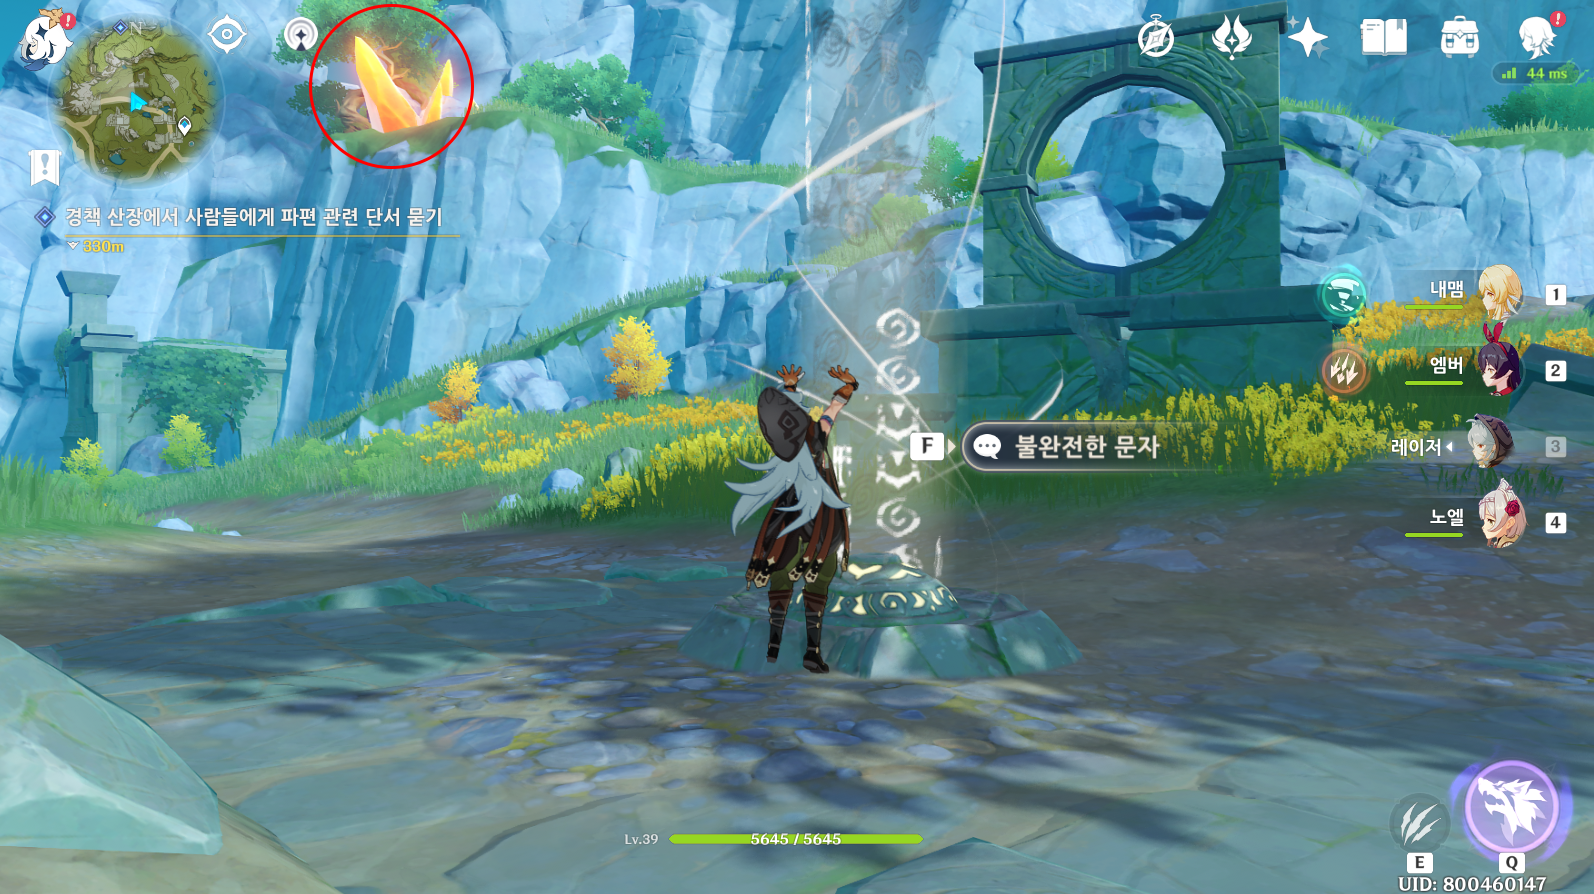 N
44 ms
경책 산장에서 사람들에게 파편 관련 단서 묻기
330m
내맴
1
엠버
2
F
불완전한 문자
레이저
3
노엘
4
Lv.39
5645 / 5645
E
Q
UID: 800460147